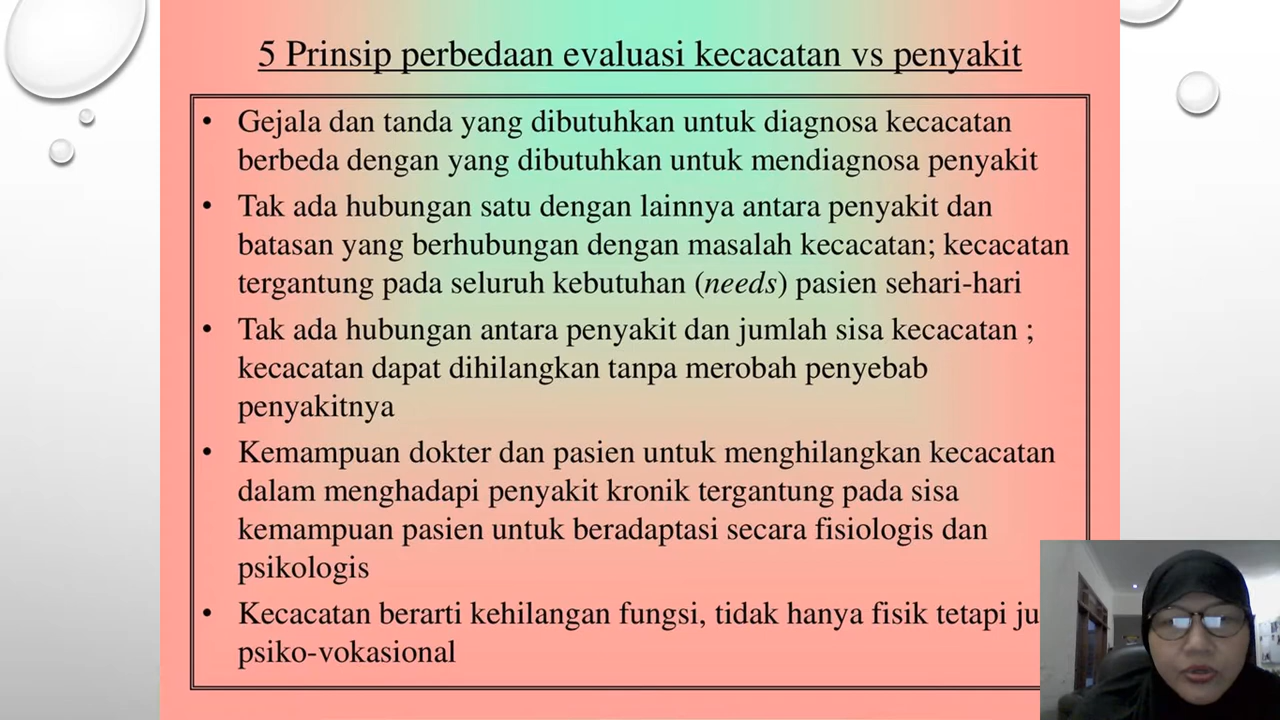 5 Prinsip perbedaan evaluasi kecacatan vs penyakit
• Gejala dan tanda yang dibutuhkan untuk diagnosa kecacatan
berbeda dengan yang dibutuhkan untuk mendiagnosa penyakit
• Tak ada hubungan satu dengan lainnya antara penyakit dan
batasan yang berhubungan dengan masalah kecacatan; kecacatan
tergantung pada seluruh kebutuhan (needs) pasien sehari-hari
• Tak ada hubungan antara penyakit dan jumlah sisa kecacatan ;
kecacatan dapat dihilangkan tanpa merobah penyebab
penyakitnya
• Kemampuan dokter dan pasien untuk menghilangkan kecacatan
dalam menghadapi penyakit kronik tergantung pada sisa
kemampuan pasien untuk beradaptasi secara fisiologis dan
psikologis
• Kecacatan berarti kehilangan fungsi, tidak hanya fisik tetapi
psiko-vokasional